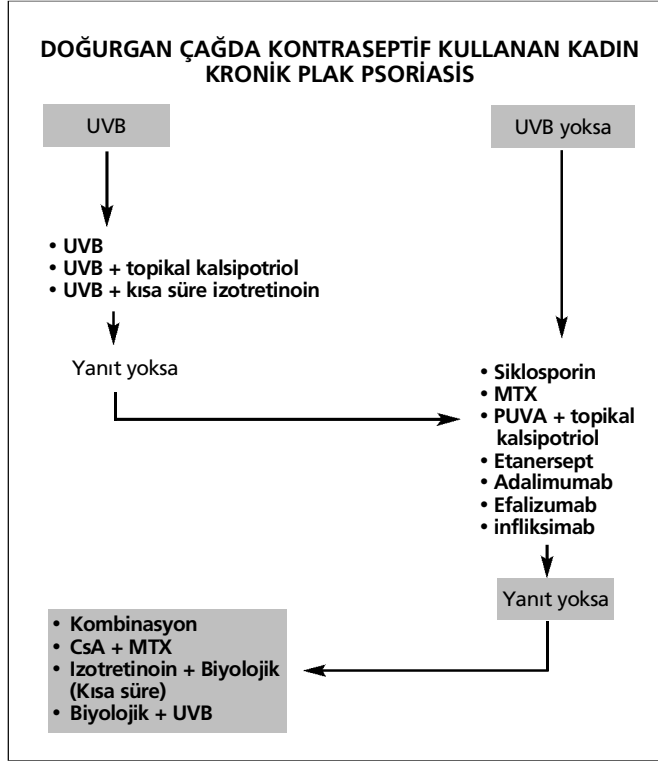 DOĞURGAN ÇAĞDA KONTRASEPTİF KULLANAN KADIN
KRONİK PLAK PSORIASIS
UVB
UVB yoksa
• UVB
• UVB + topikal kalsipotriol
• UVB + kısa süre izotretinoin
Yanıt yoksa
• Siklosporin
• MTX
• PUVA + topikal
kalsipotriol
• Etanersept
• Adalimumab
• Efalizumab
• infliksimab
Yanıt yoksa
• Kombinasyon
• CsA + MTX
• Izotretinoin + Biyolojik
(Kısa süre)
• Biyolojik + UVB